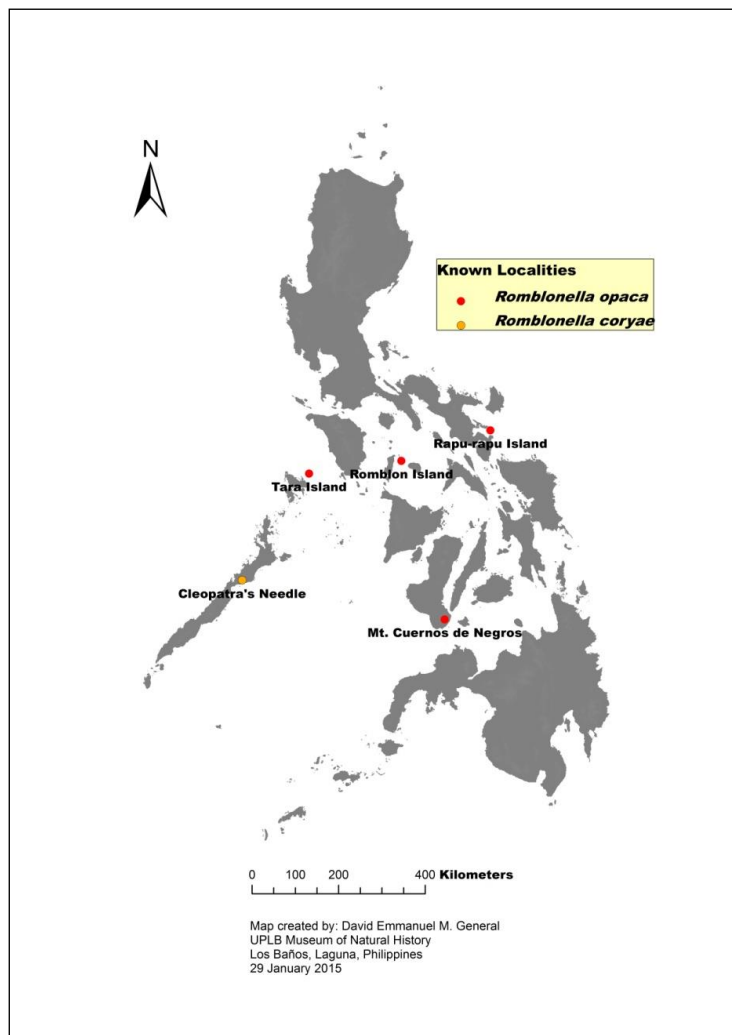 N
Known Localities
Romblonella opaca
Romblonella coryae
Rapu-rapu Island
Romblon Island
Tara Island
Cleopatra's Needle
Mt. Cuernos de Negros
0 100 200 400 Kilometers
Map created by: David Emmanuel M. General
UPLB Museum of Natural History
Los Baños, Laguna, Philippines
29 January 2015